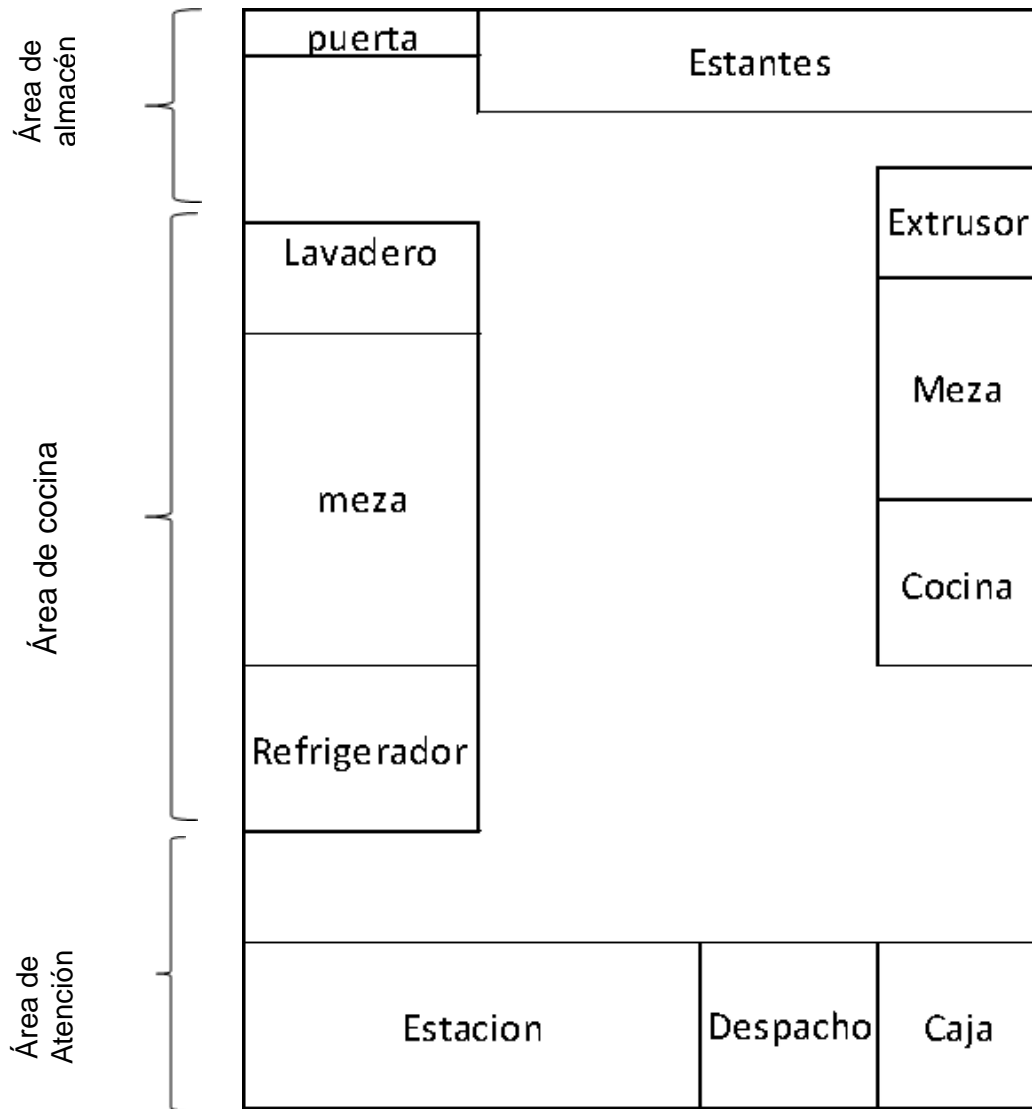 Área de
almacén
puerta
Estantes
Extrusor
Lavadero
Meza
Área de cocina
meza
Cocina
Refrigerador
Área de
Atención
Estacion
Despacho
Caja